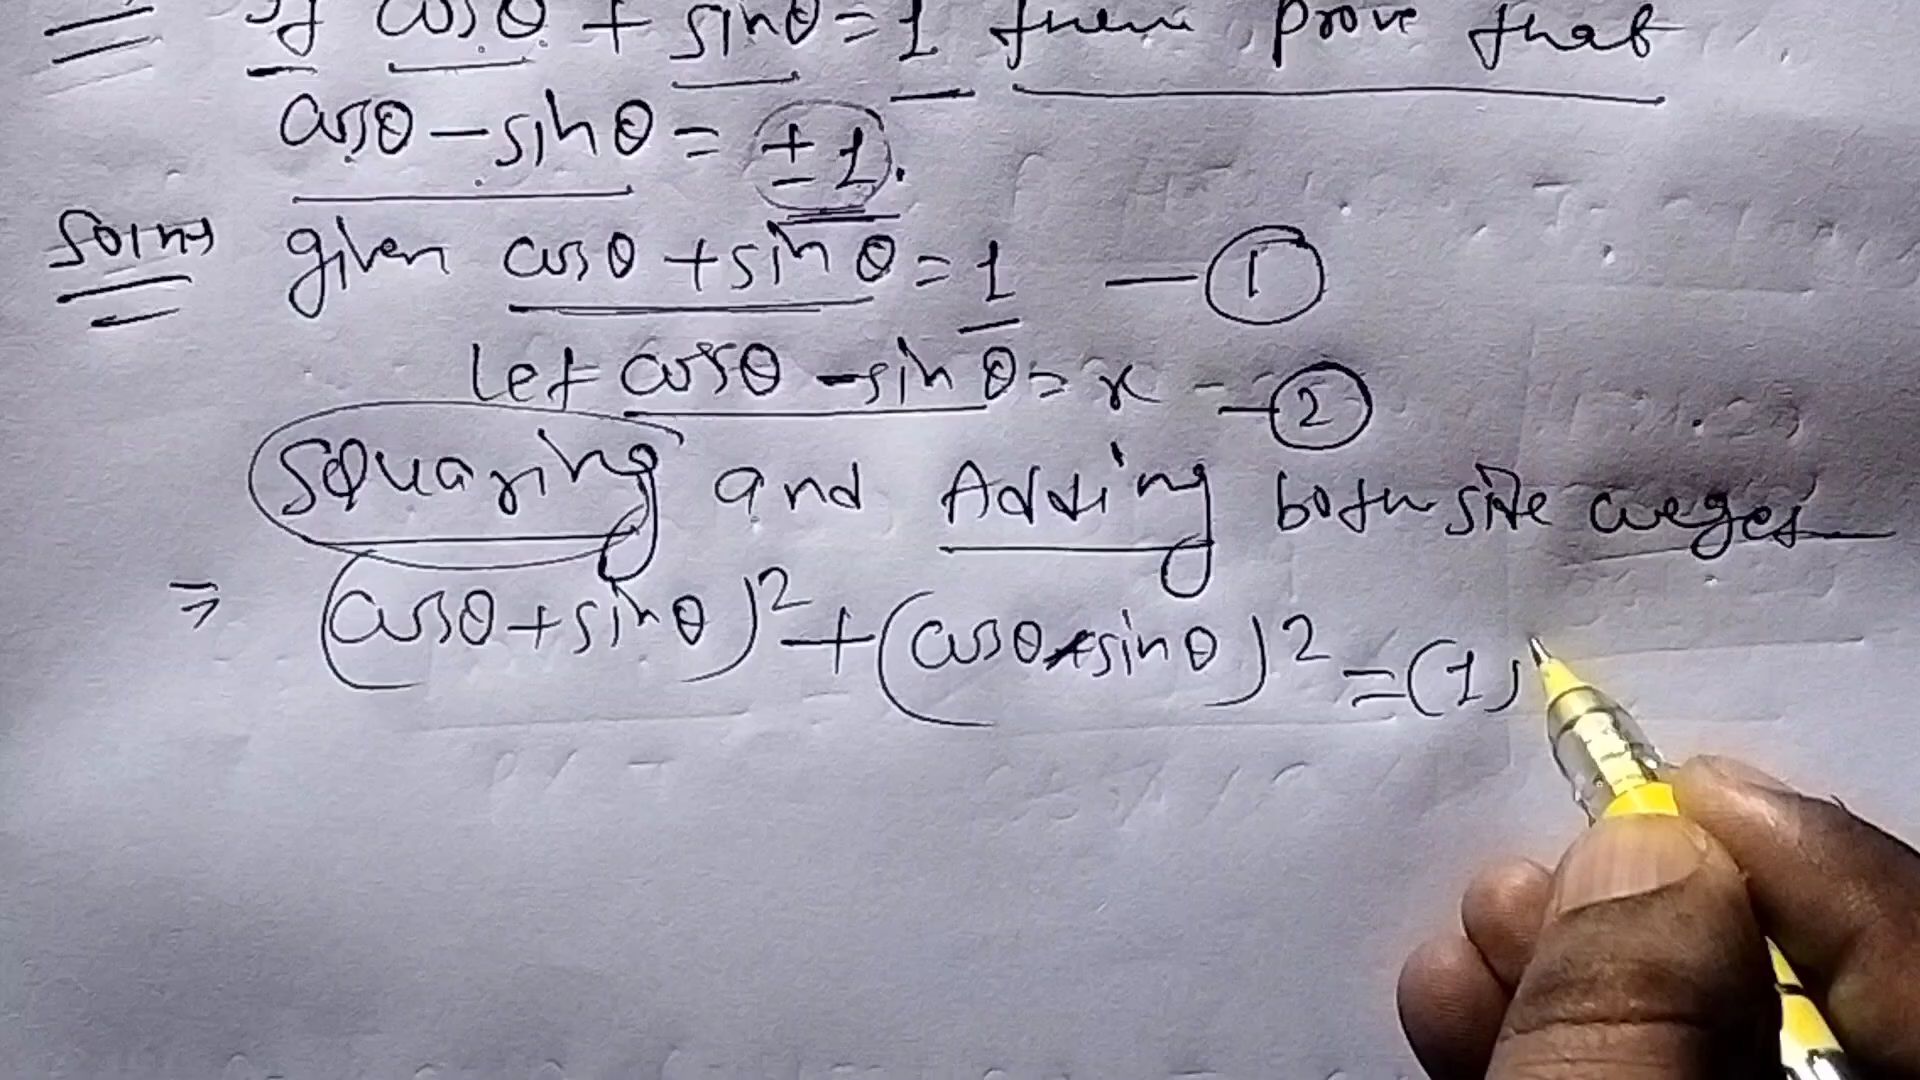 = If cosθ + sinθ = 1 then prove that
cosθ - sinθ = ±1.
Soln given cosθ + sinθ = 1 — ①
Let cosθ - sinθ = x — ②
Squaring and Adding both site
⇒ (cosθ + sinθ)² + (cosθ - sinθ)² = (1)